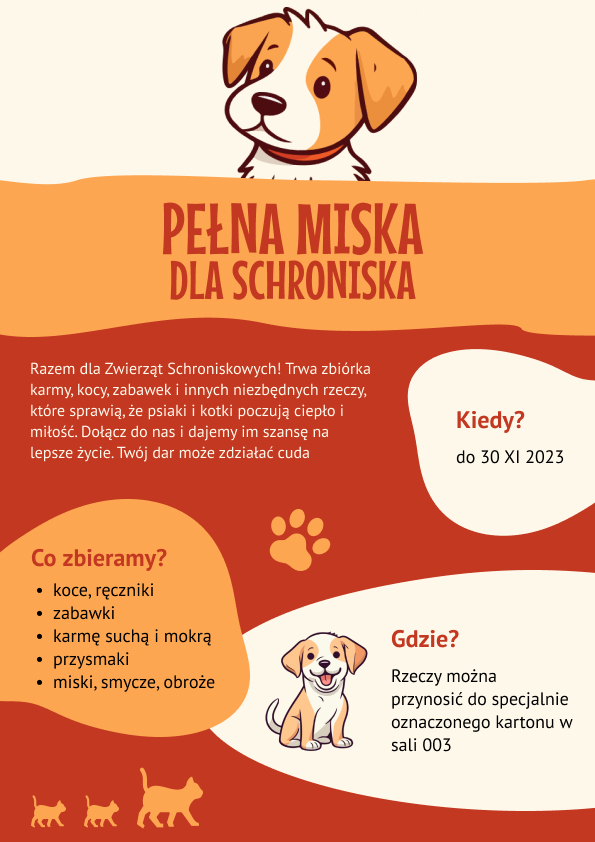 PEŁNA MISKA
DLA SCHRONISKA
Razem dla Zwierząt Schroniskowych! Trwa zbiórka
karmy, kocy, zabawek i innych niezbędnych rzeczy,
które sprawią, że psiaki i kotki poczują ciepło i
miłość. Dołącz do nas i dajemy im szansę na
lepsze życie. Twój dar może zdziałać cuda
Kiedy?
do 30 XI 2023
Co zbieramy?
• koce, ręczniki
• zabawki
• karmę suchą i mokrą
• przysmaki
• miski, smycze, obroże
Gdzie?
Rzeczy można
przynosić do specjalnie
oznaczonego kartonu w
sali 003